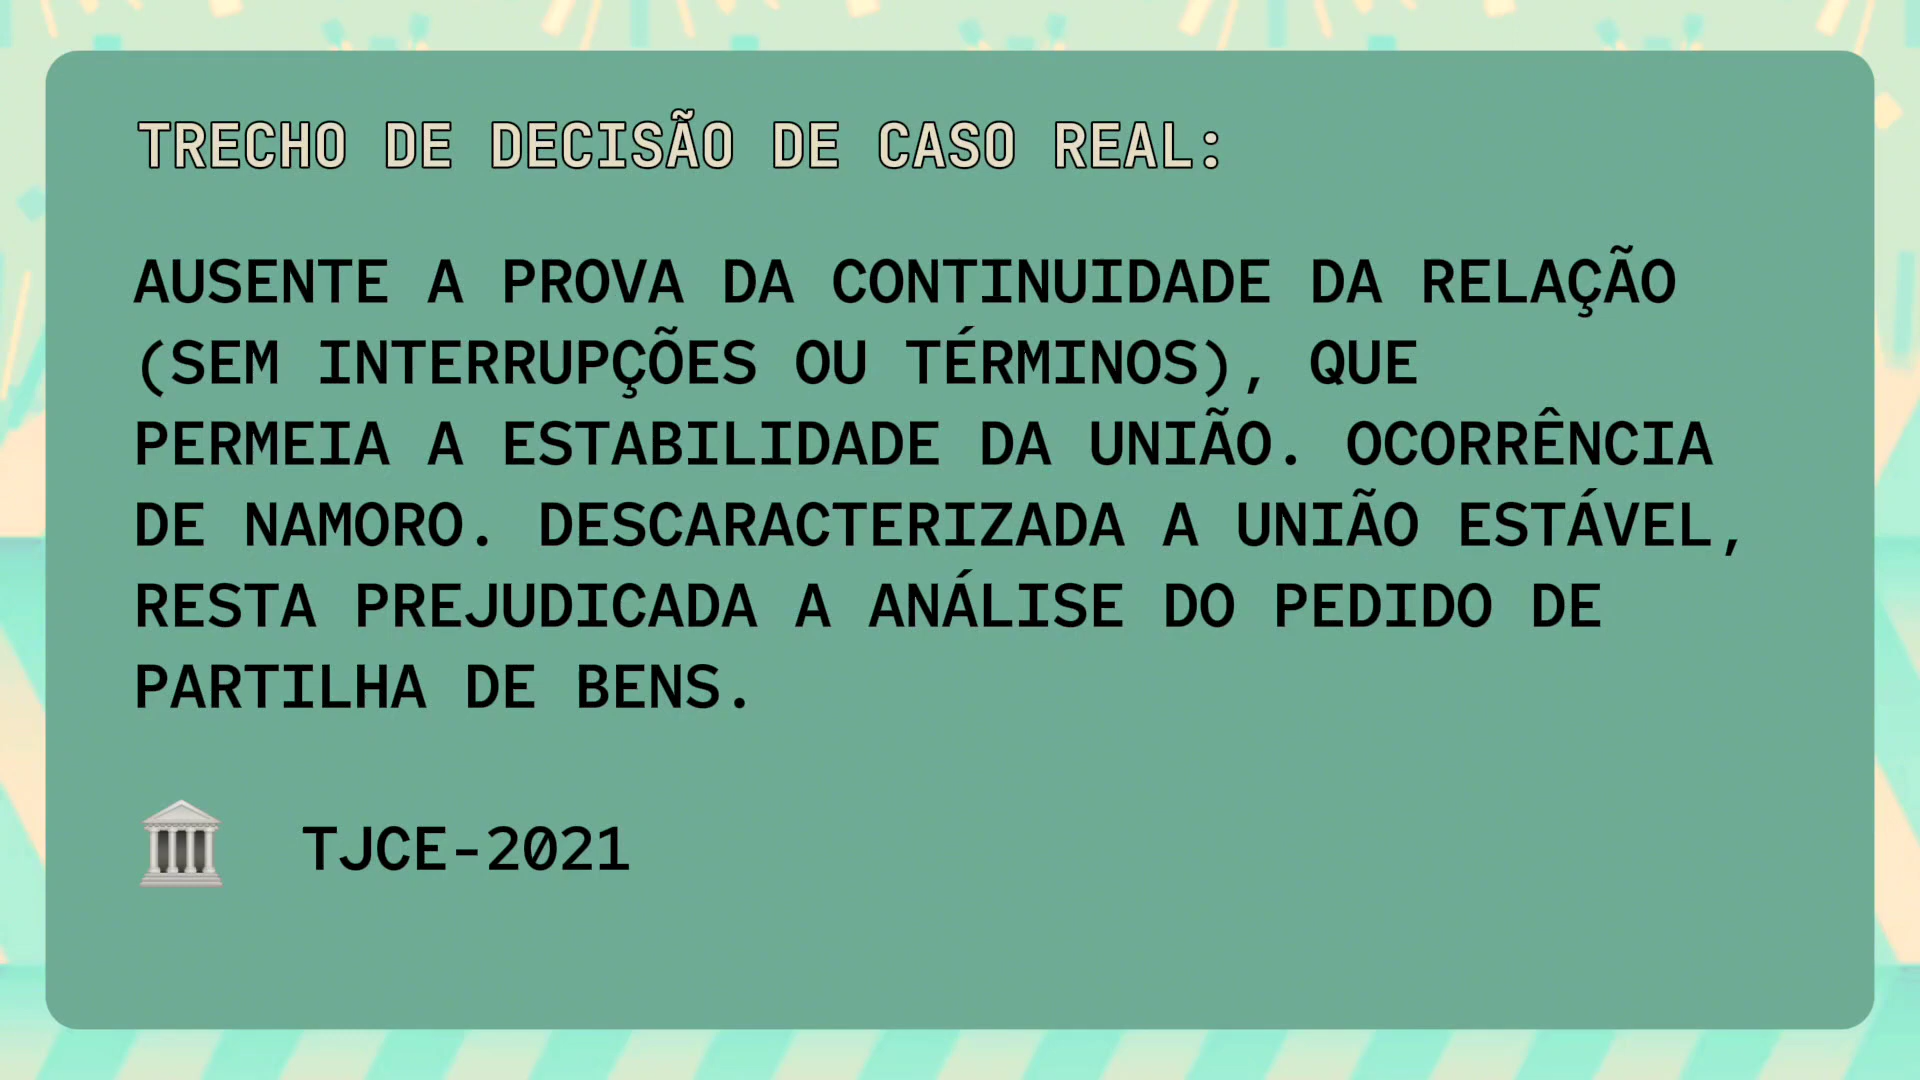 TRECHO DE DECISÃO DE CASO REAL:
AUSENTE A PROVA DA CONTINUIDADE DA RELAÇÃO
(SEM INTERRUPÇÕES OU TÉRMINOS), QUE
PERMEIA A ESTABILIDADE DA UNIÃO. OCORRÊNCIA
DE NAMORO. DESCARACTERIZADA A UNIÃO ESTÁVEL,
RESTA PREJUDICADA A ANÁLISE DO PEDIDO DE
PARTILHA DE BENS.
TJCE-2021